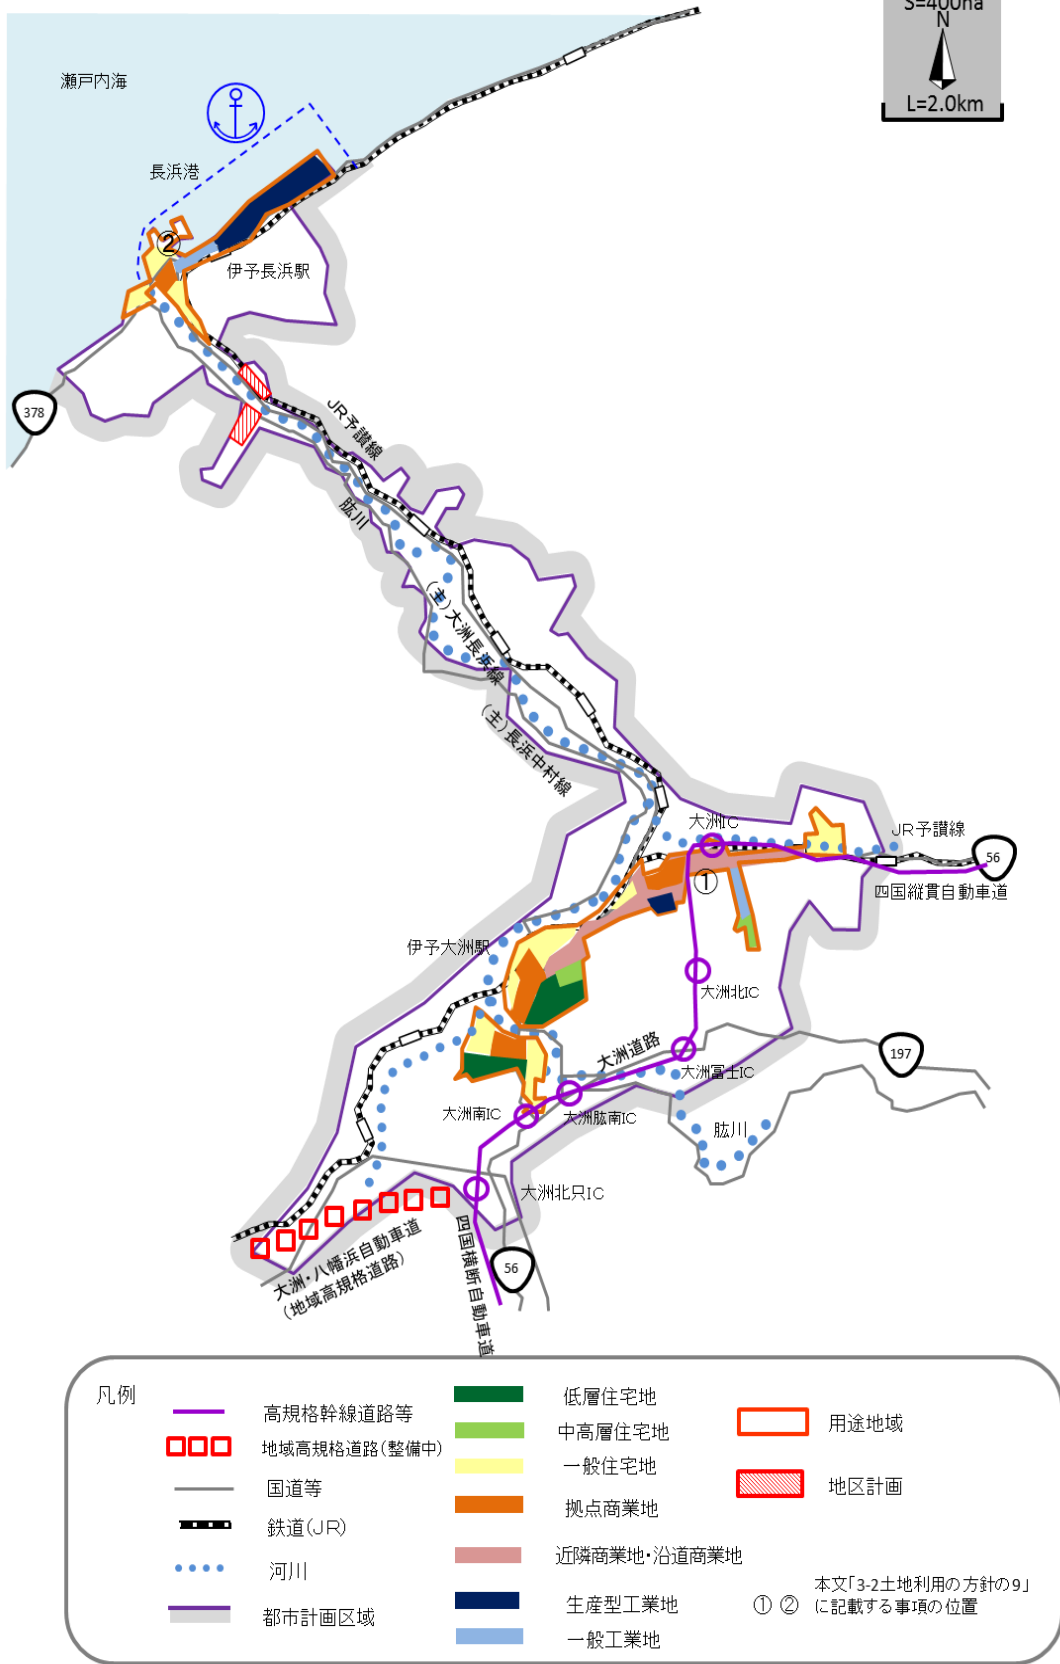 S=400ha
N
L=2.0km
瀬戸内海
長浜港
②
伊予長浜駅
378
JR予讃線
肱川
(主)大洲長浜線
(主)長浜中村線
大洲IC
JR予讃線
56
①
四国縦貫自動車道
伊予大洲駅
大洲北IC
大洲道路
197
大洲冨士IC
大洲南IC
大洲肱南IC
肱川
大洲北只IC
大洲・八幡浜自動車道
(地域高規格道路)
四国横断自動車道
56
凡例
高規格幹線道路等
地域高規格道路(整備中)
国道等
鉄道(JR)
河川
都市計画区域
低層住宅地
中高層住宅地
一般住宅地
拠点商業地
近隣商業地・沿道商業地
生産型工業地
一般工業地
用途地域
地区計画
① ② 本文「3-2土地利用の方針の9」
に記載する事項の位置